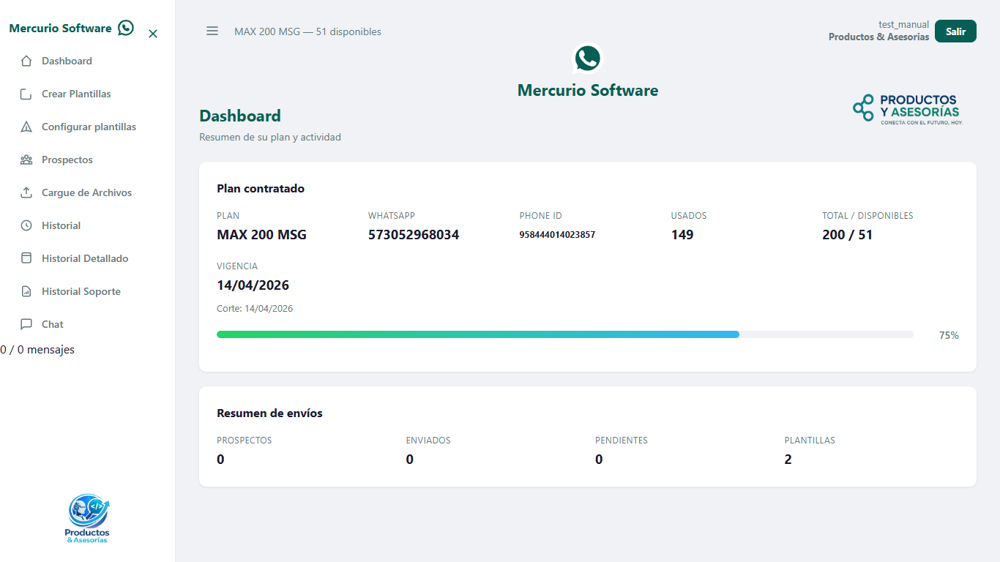 Mercurio Software
Dashboard
Crear Plantillas
Configurar plantillas
Prospectos
Cargue de Archivos
Historial
Historial Detallado
Historial Soporte
Chat
0 / 0 mensajes
Productos
& Asesorías
MAX 200 MSG — 51 disponibles
test_manual
Productos & Asesorias
Salir
Mercurio Software
PRODUCTOS
Y ASESORÍAS
CONECTA CON EL FUTURO, HOY.
Dashboard
Resumen de su plan y actividad
Plan contratado
PLAN
MAX 200 MSG
WHATSAPP
573052968034
PHONE ID
958444014023857
USADOS
149
TOTAL / DISPONIBLES
200 / 51
VIGENCIA
14/04/2026
Corte: 14/04/2026
75%
Resumen de envíos
PROSPECTOS
0
ENVIADOS
0
PENDIENTES
0
PLANTILLAS
2